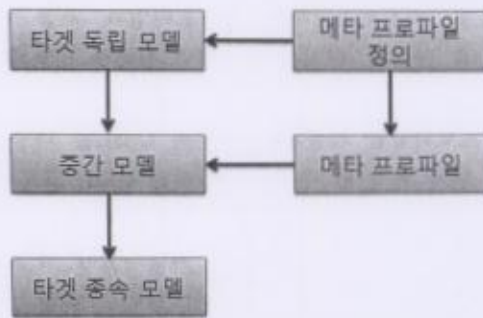 타겟 독립 모델
메타 프로파일
정의
중간 모델
메타 프로파일
타겟 종속 모델